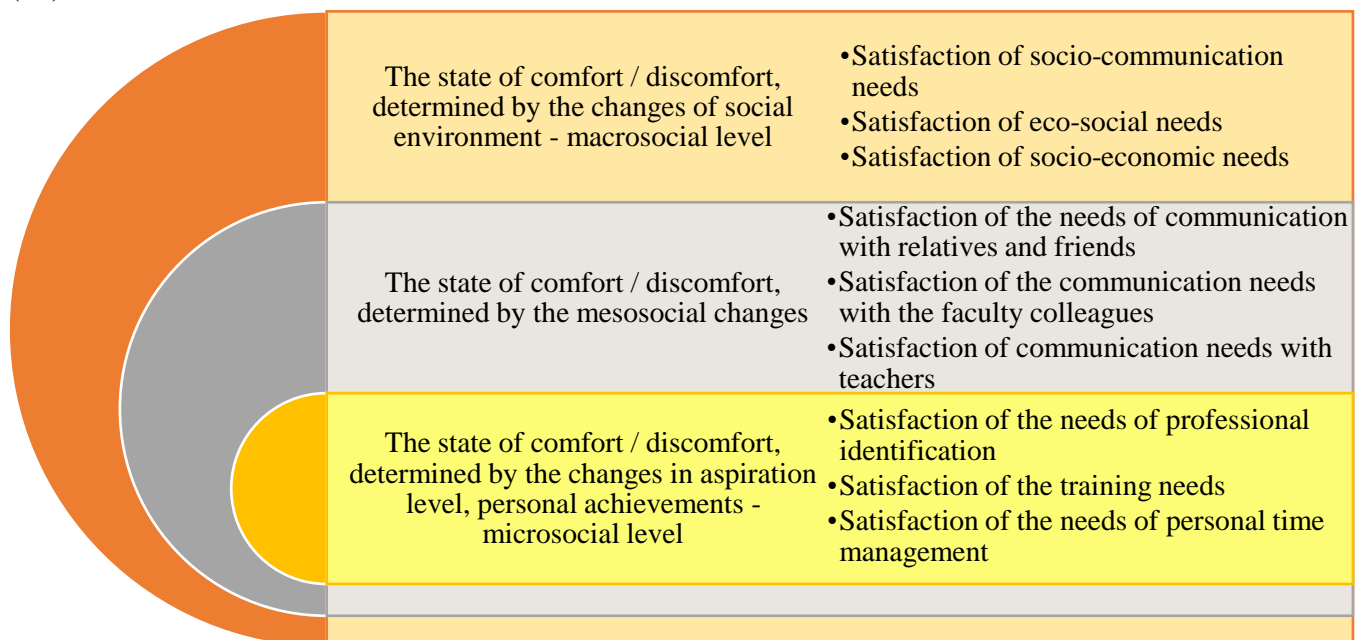 The state of comfort / discomfort,
determined by the changes of social
environment - macrosocial level
•Satisfaction of socio-communication
needs
•Satisfaction of eco-social needs
•Satisfaction of socio-economic needs
The state of comfort / discomfort,
determined by the mesosocial changes
•Satisfaction of the needs of communication
with relatives and friends
•Satisfaction of the communication needs
with the faculty colleagues
•Satisfaction of communication needs with
teachers
The state of comfort / discomfort,
determined by the changes in aspiration
level, personal achievements -
microsocial level
•Satisfaction of the needs of professional
identification
•Satisfaction of the training needs
•Satisfaction of the needs of personal time
management